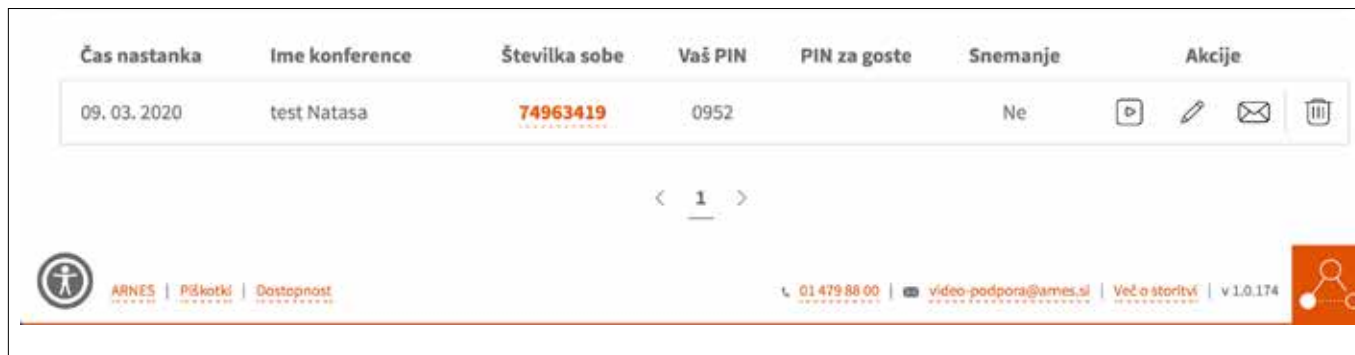 Čas nastanka Ime konference Številka sobe Vaš PIN PIN za goste Snemanje Akcije
09. 03. 2020 test Natasa 74963419 0952 Ne
1
ARNES | Piškotki | Dostopnost 01 479 88 00 | video-podpora@arnes.si | Več o storitvi | v 1.0.174